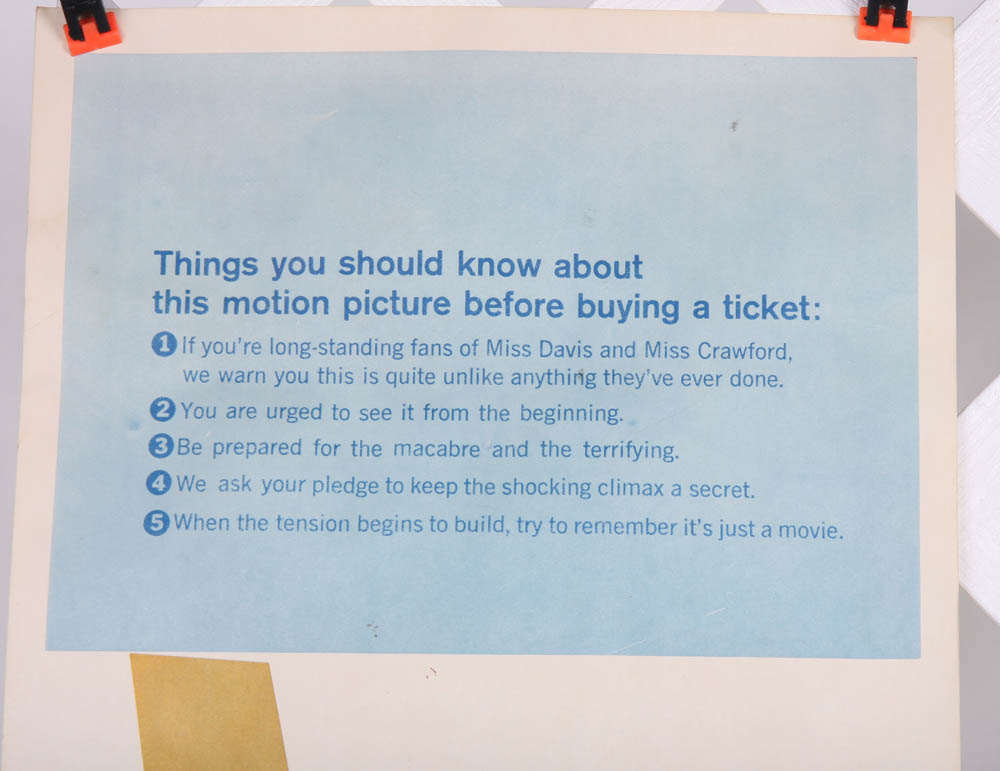 Things you should know about
this motion picture before buying a ticket:
1 If you're long-standing fans of Miss Davis and Miss Crawford,
we warn you this is quite unlike anything they've ever done.
2 You are urged to see it from the beginning.
3 Be prepared for the macabre and the terrifying.
4 We ask your pledge to keep the shocking climax a secret.
5 When the tension begins to build, try to remember it's just a movie.